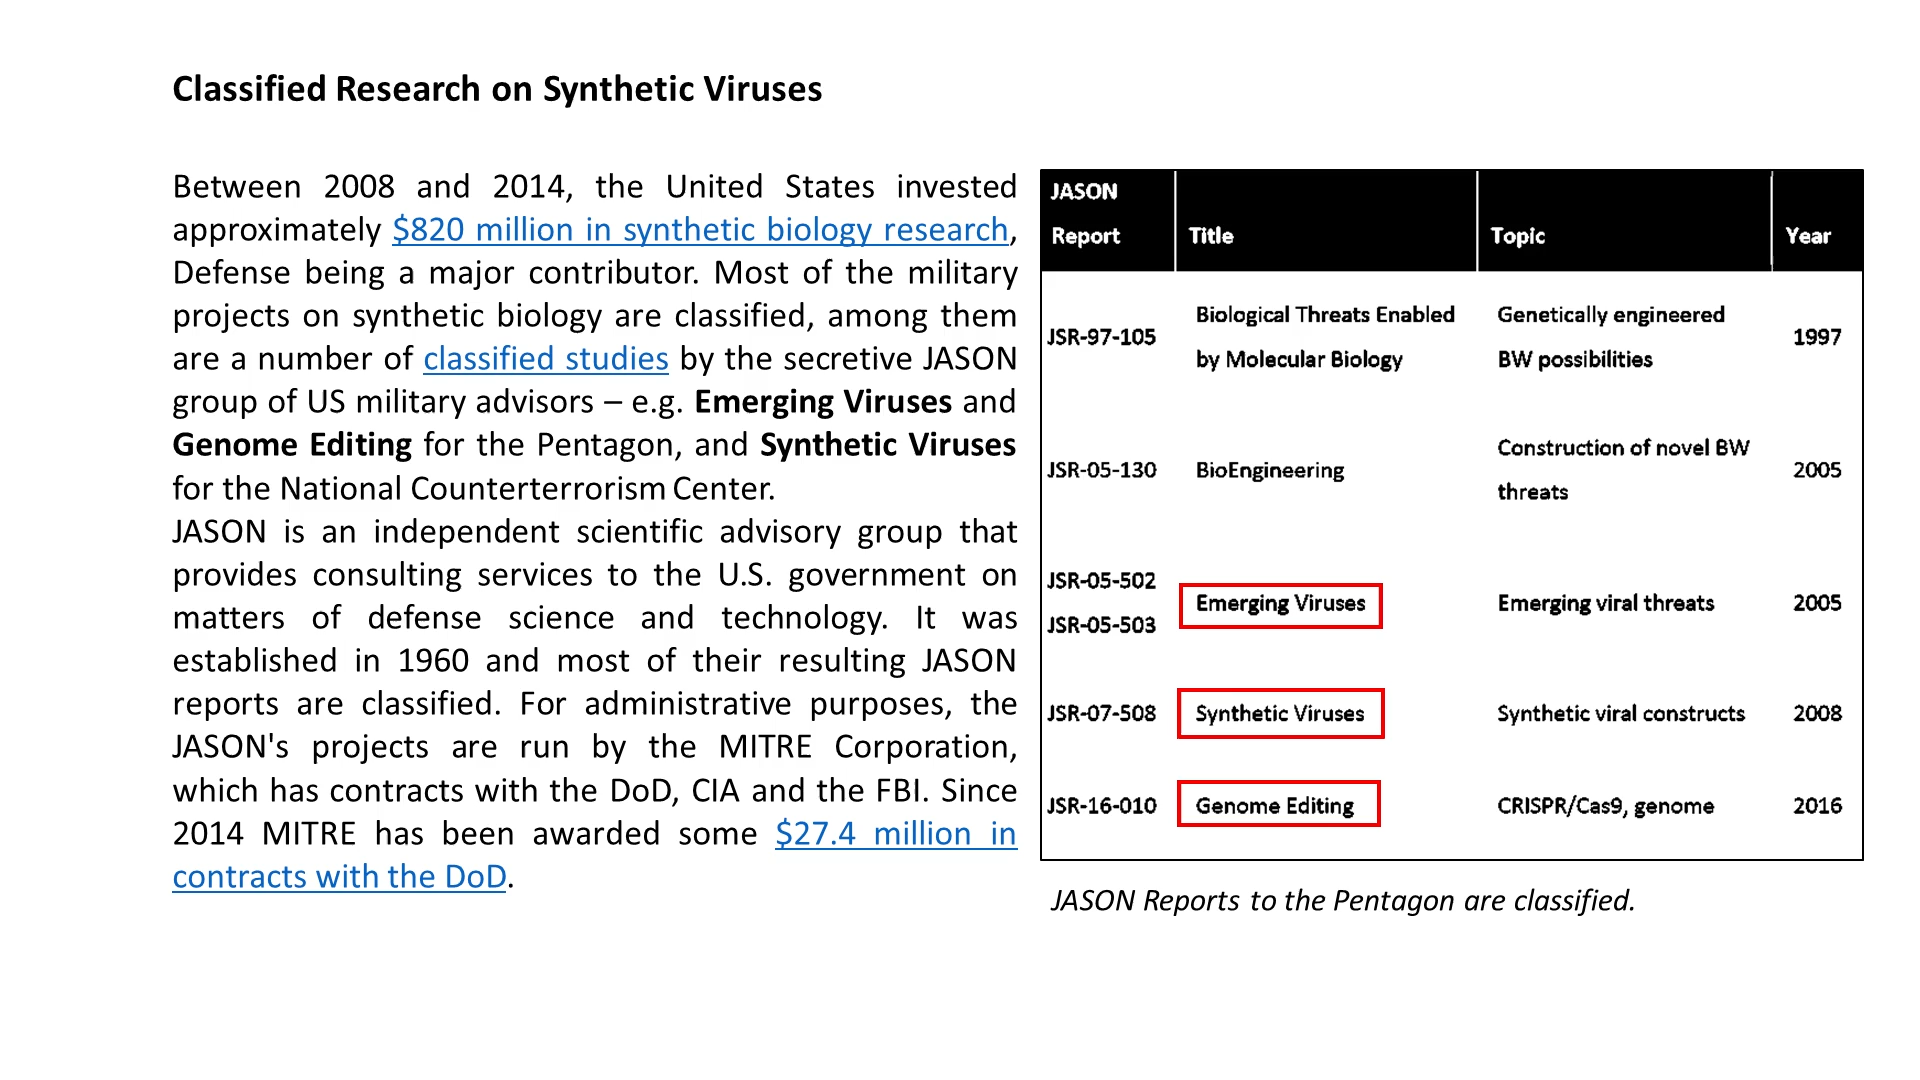 Classified Research on Synthetic Viruses
Between 2008 and 2014, the United States invested
approximately $820 million in synthetic biology research,
Defense being a major contributor. Most of the military
projects on synthetic biology are classified, among them
are a number of classified studies by the secretive JASON
group of US military advisors – e.g. Emerging Viruses and
Genome Editing for the Pentagon, and Synthetic Viruses
for the National Counterterrorism Center.
JASON is an independent scientific advisory group that
provides consulting services to the U.S. government on
matters of defense science and technology. It was
established in 1960 and most of their resulting JASON
reports are classified. For administrative purposes, the
JASON's projects are run by the MITRE Corporation,
which has contracts with the DoD, CIA and the FBI. Since
2014 MITRE has been awarded some $27.4 million in
contracts with the DoD.
JASON
Report Title Topic Year
Biological Threats Enabled Genetically engineered
JSR-97-105 1997
by Molecular Biology BW possibilities
Construction of novel BW
JSR-05-130 BioEngineering 2005
threats
JSR-05-502
Emerging Viruses Emerging viral threats 2005
JSR-05-503
JSR-07-508 Synthetic Viruses Synthetic viral constructs 2008
JSR-16-010 Genome Editing CRISPR/Cas9, genome 2016
JASON Reports to the Pentagon are classified.